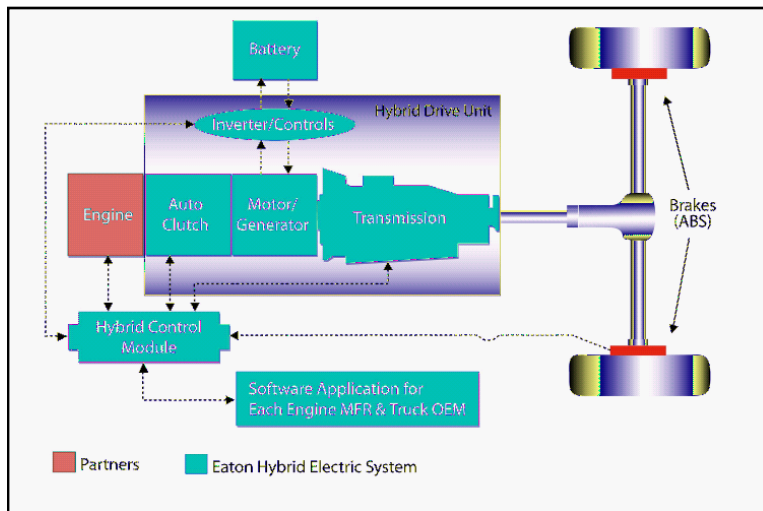 Battery
Hybrid Drive Unit
Inverter/Controls
Engine
Auto
Clutch
Motor/
Generator
Transmission
Brakes
(ABS)
Hybrid Control
Module
Software Application for
Each Engine MFR & Truck OEM
Partners
Eaton Hybrid Electric System